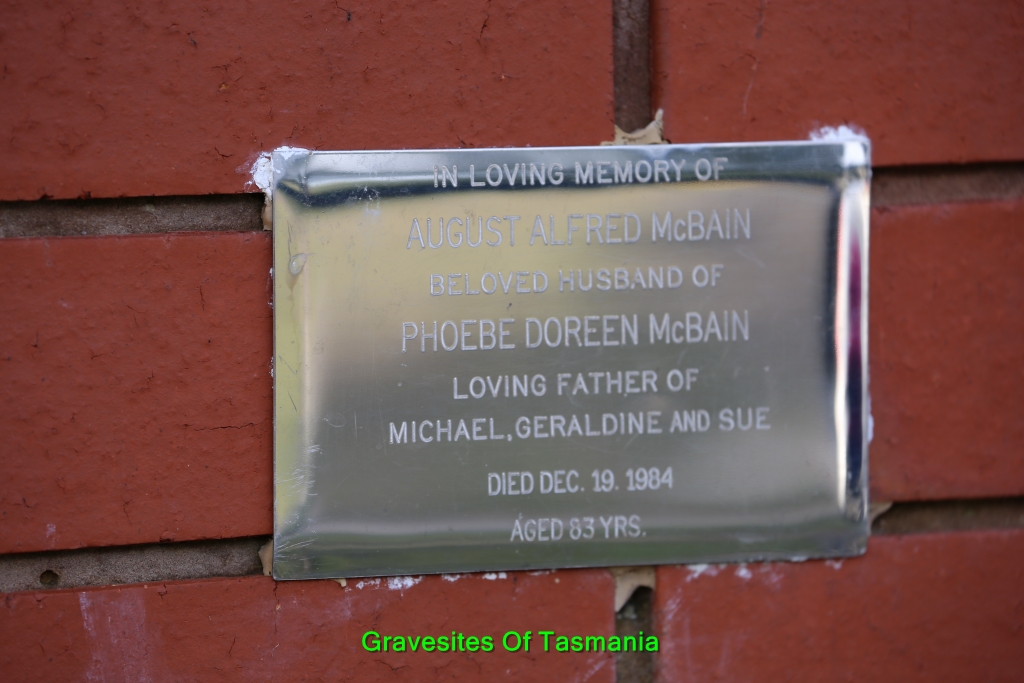 IN LOVING MEMORY OF
AUGUST ALFRED McBAIN
BELOVED HUSBAND OF
PHOEBE DOREEN McBAIN
LOVING FATHER OF
MICHAEL, GERALDINE AND SUE
DIED DEC. 19. 1984
AGED 83 YRS.
Gravesites Of Tasmania